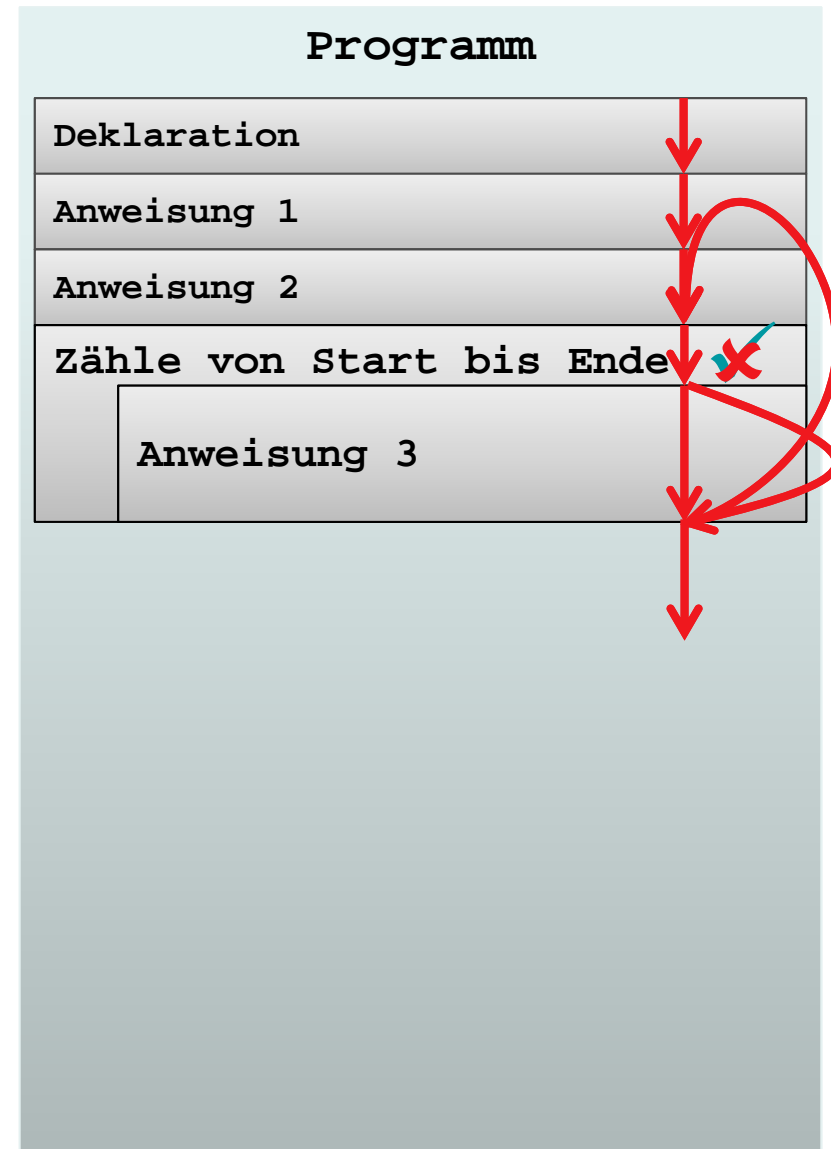 Programm
Deklaration
Anweisung 1
Anweisung 2
Zähle von Start bis Ende
Anweisung 3